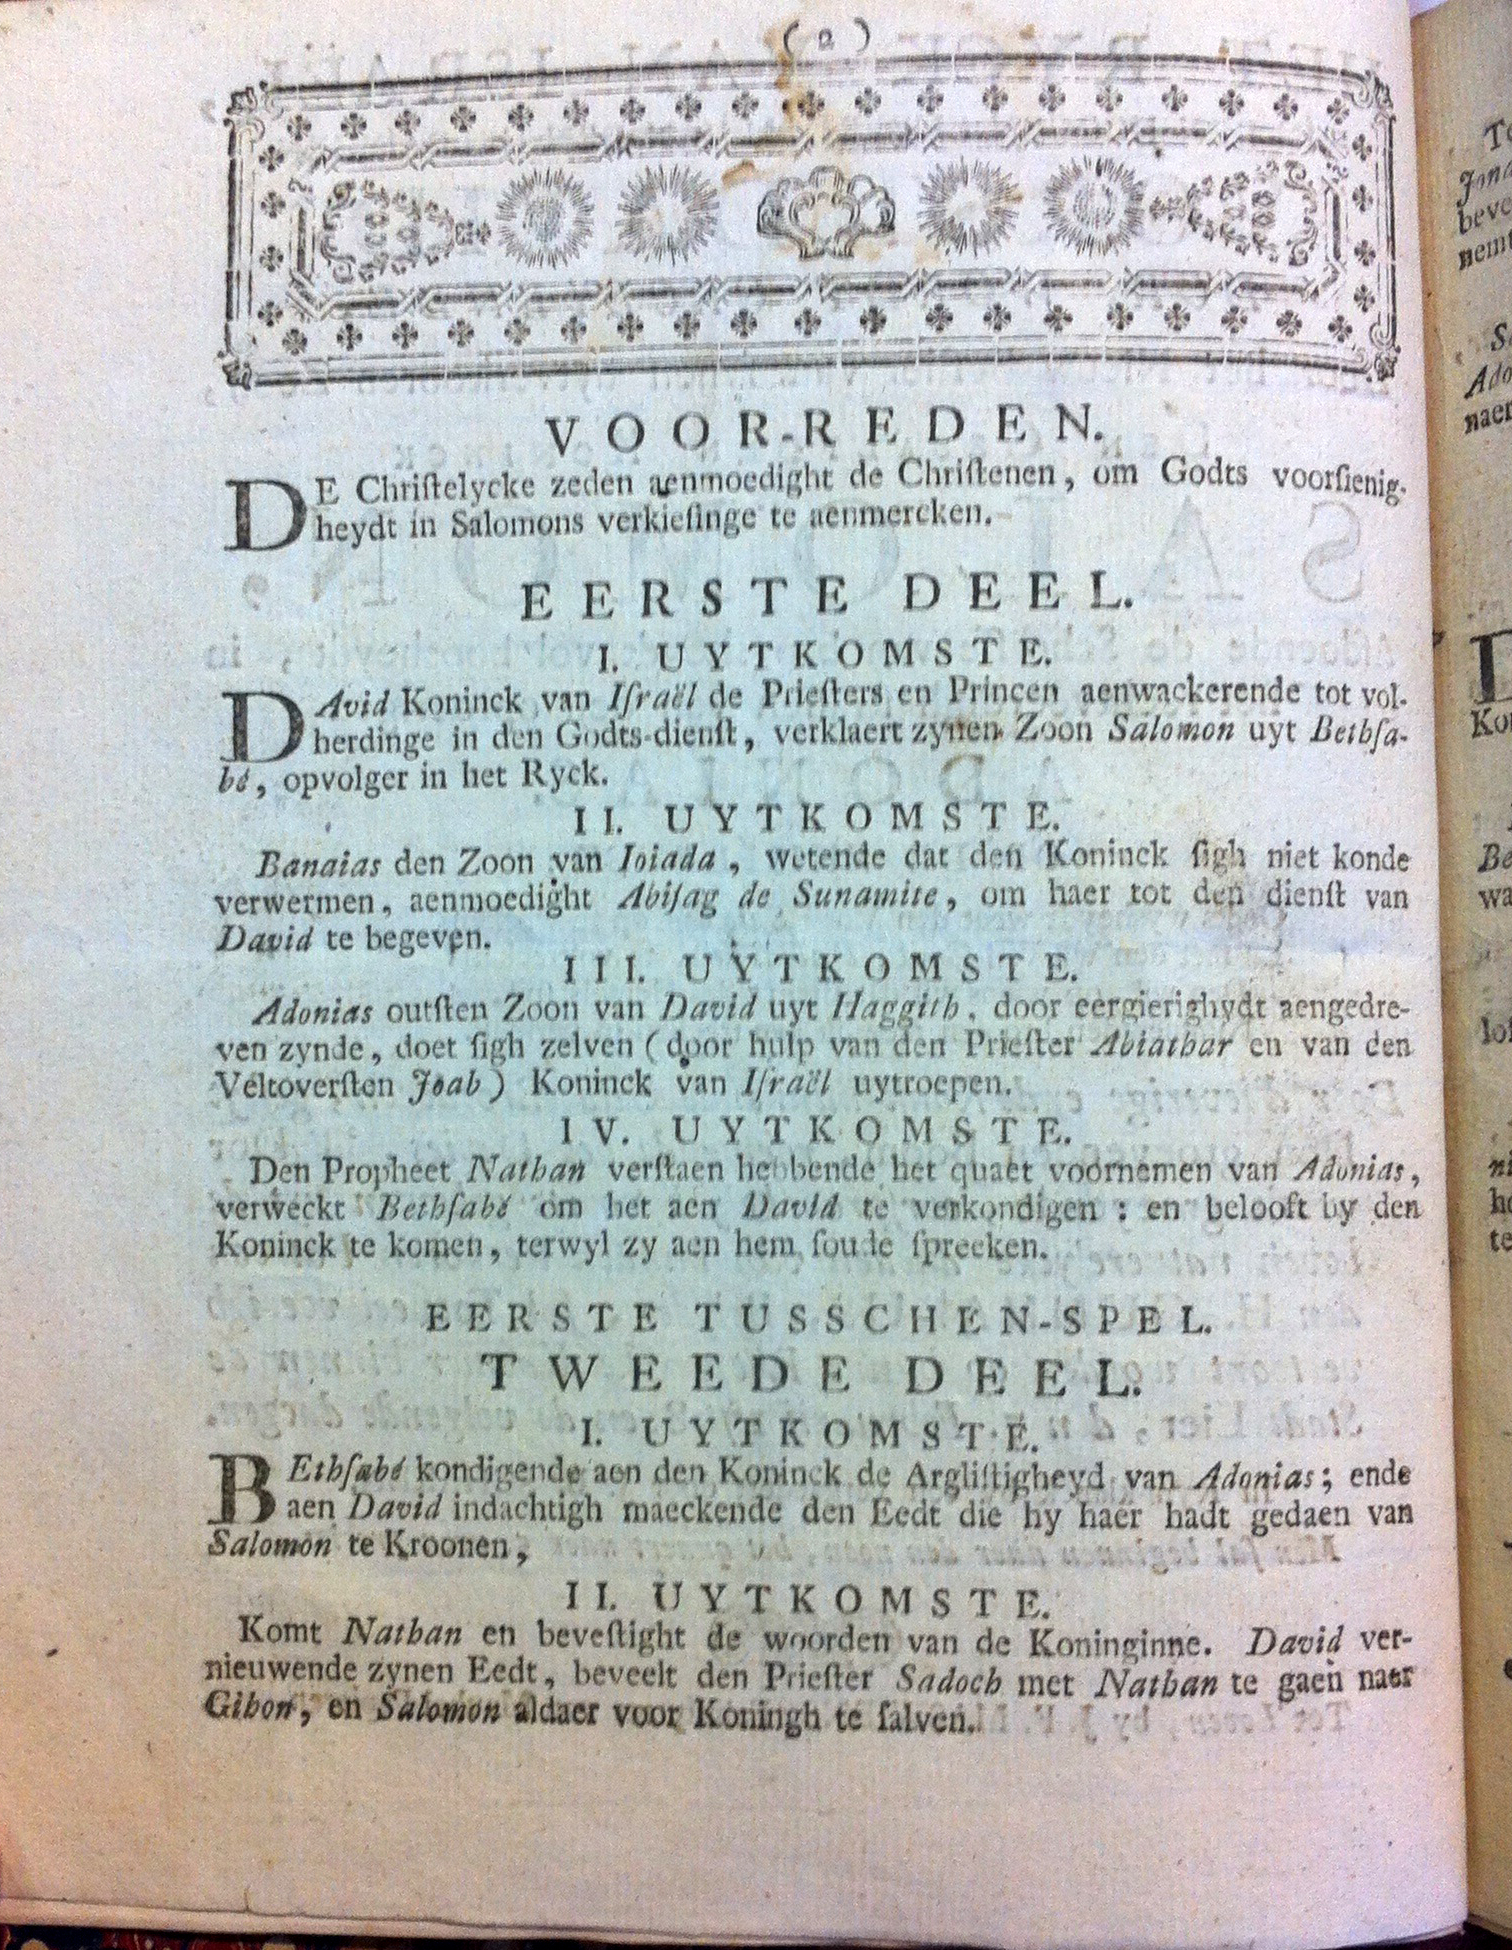 ( 2 )
VOOR-REDEN.
DE Chriſtelycke zeden aenmoedight de Chriſtenen, om Godts voorſienig-
heydt in Salomons verkieſinge te aenmercken.
EERSTE DEEL.
I. UYTKOMSTE.
DAvid Koninck van Iſraël de Prieſters en Princen aenwackerende tot vol-
herdinge in den Godts-dienſt, verklaert zynen Zoon Salomon uyt Bethſa-
bé, opvolger in het Ryck.
II. UYTKOMSTE.
Banaias den Zoon van Ioiada, wetende dat den Koninck ſigh niet konde
verwermen, aenmoedight Abiſag de Sunamite, om haer tot den dienſt van
David te begeven.
III. UYTKOMSTE.
Adonias outſten Zoon van David uyt Haggith, door eergierighydt aengedre-
ven zynde, doet ſigh zelven (door hulp van den Prieſter Abiathar en van den
Veltoverſten Joab) Koninck van Iſraël uytroepen.
IV. UYTKOMSTE.
Den Propheet Nathan verſtaen hebbende het quaet voornemen van Adonias,
verweckt Bethſabé om het aen David te verkondigen : en belooft by den
Koninck te komen, terwyl zy aen hem ſoude ſpreeken.
EERSTE TUSSCHEN-SPEL.
TWEEDE DEEL.
I. UYTKOMSTE.
BEthſabé kondigende aen den Koninck de Argliſtigheyd van Adonias; ende
aen David indachtigh maeckende den Eedt die hy haer hadt gedaen van
Salomon te Kroonen,
II. UYTKOMSTE.
Komt Nathan en beveſtight de woorden van de Koninginne. David ver-
nieuwende zynen Eedt, beveelt den Prieſter Sadoch met Nathan te gaen naer
Gibon, en Salomon aldaer voor Koningh te ſalven.